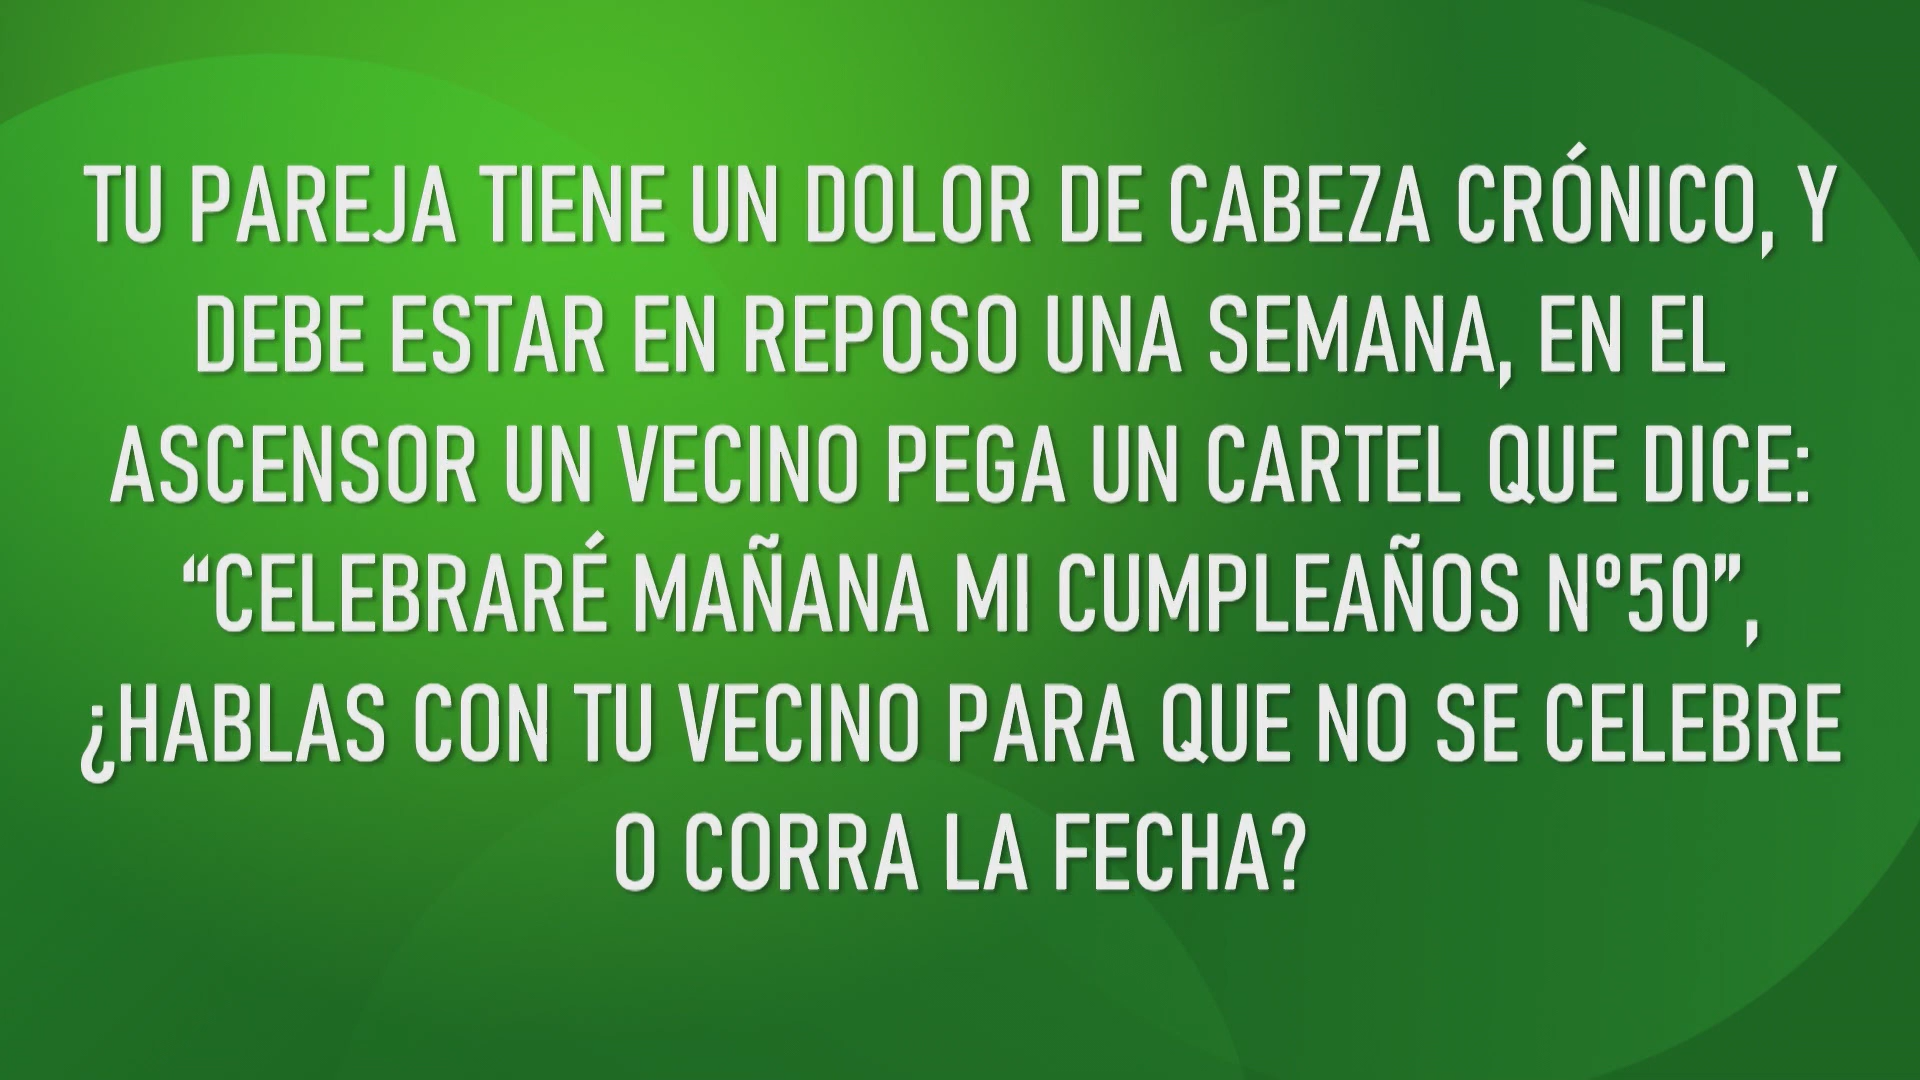 TU PAREJA TIENE UN DOLOR DE CABEZA CRÓNICO, Y
DEBE ESTAR EN REPOSO UNA SEMANA, EN EL
ASCENSOR UN VECINO PEGA UN CARTEL QUE DICE:
“CELEBRARÉ MAÑANA MI CUMPLEAÑOS Nº50”,
¿HABLAS CON TU VECINO PARA QUE NO SE CELEBRE
O CORRA LA FECHA?